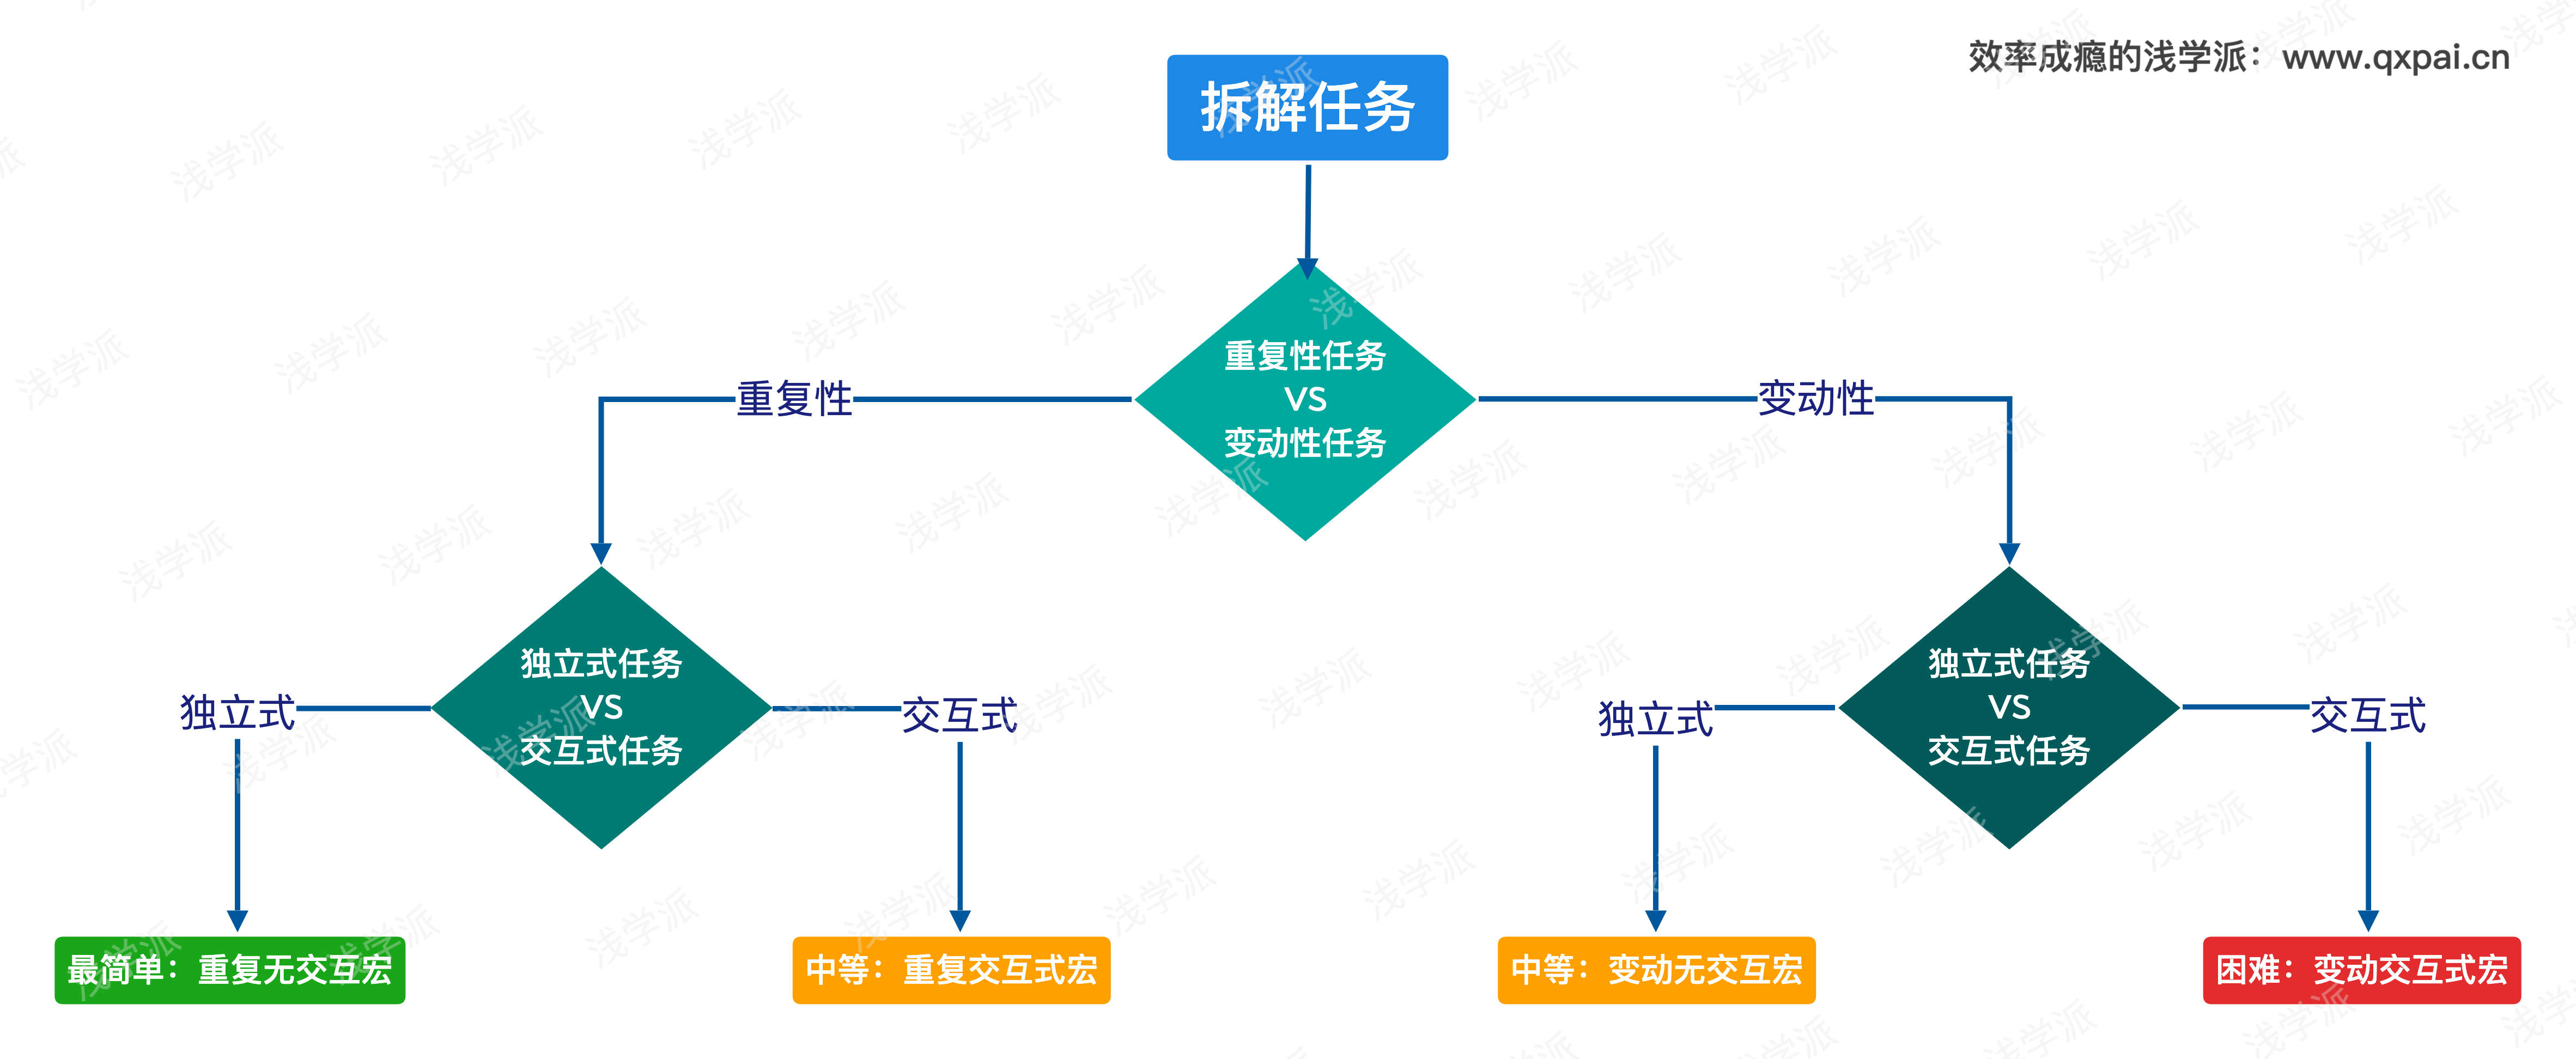 效率成瘾的浅学派：www.qxpai.cn
拆解任务
重复性任务
VS
变动性任务
重复性
变动性
独立式任务
VS
交互式任务
独立式
交互式
独立式任务
VS
交互式任务
独立式
交互式
最简单：重复无交互宏
中等：重复交互式宏
中等：变动无交互宏
困难：变动交互式宏
浅学派